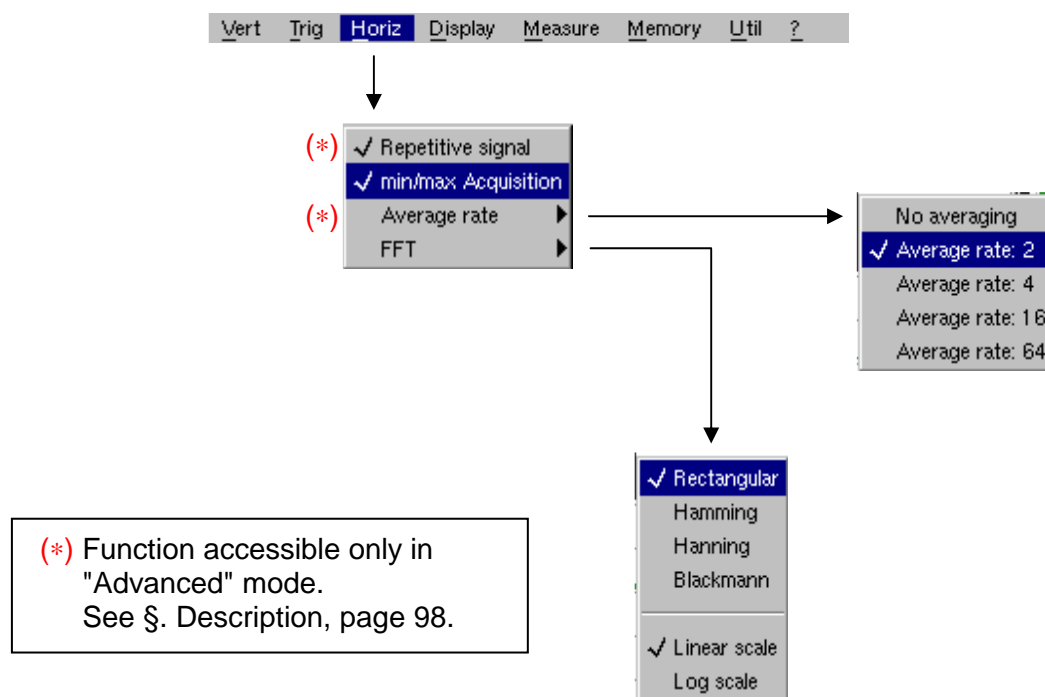 Vert Trig Horiz Display Measure Memory Util ?
(*) ✓ Repetitive signal
✓ min/max Acquisition
(*) Average rate
FFT
No averaging
✓ Average rate: 2
Average rate: 4
Average rate: 16
Average rate: 64
✓ Rectangular
Hamming
Hanning
Blackmann
✓ Linear scale
Log scale
(*) Function accessible only in
"Advanced" mode.
See §. Description, page 98.